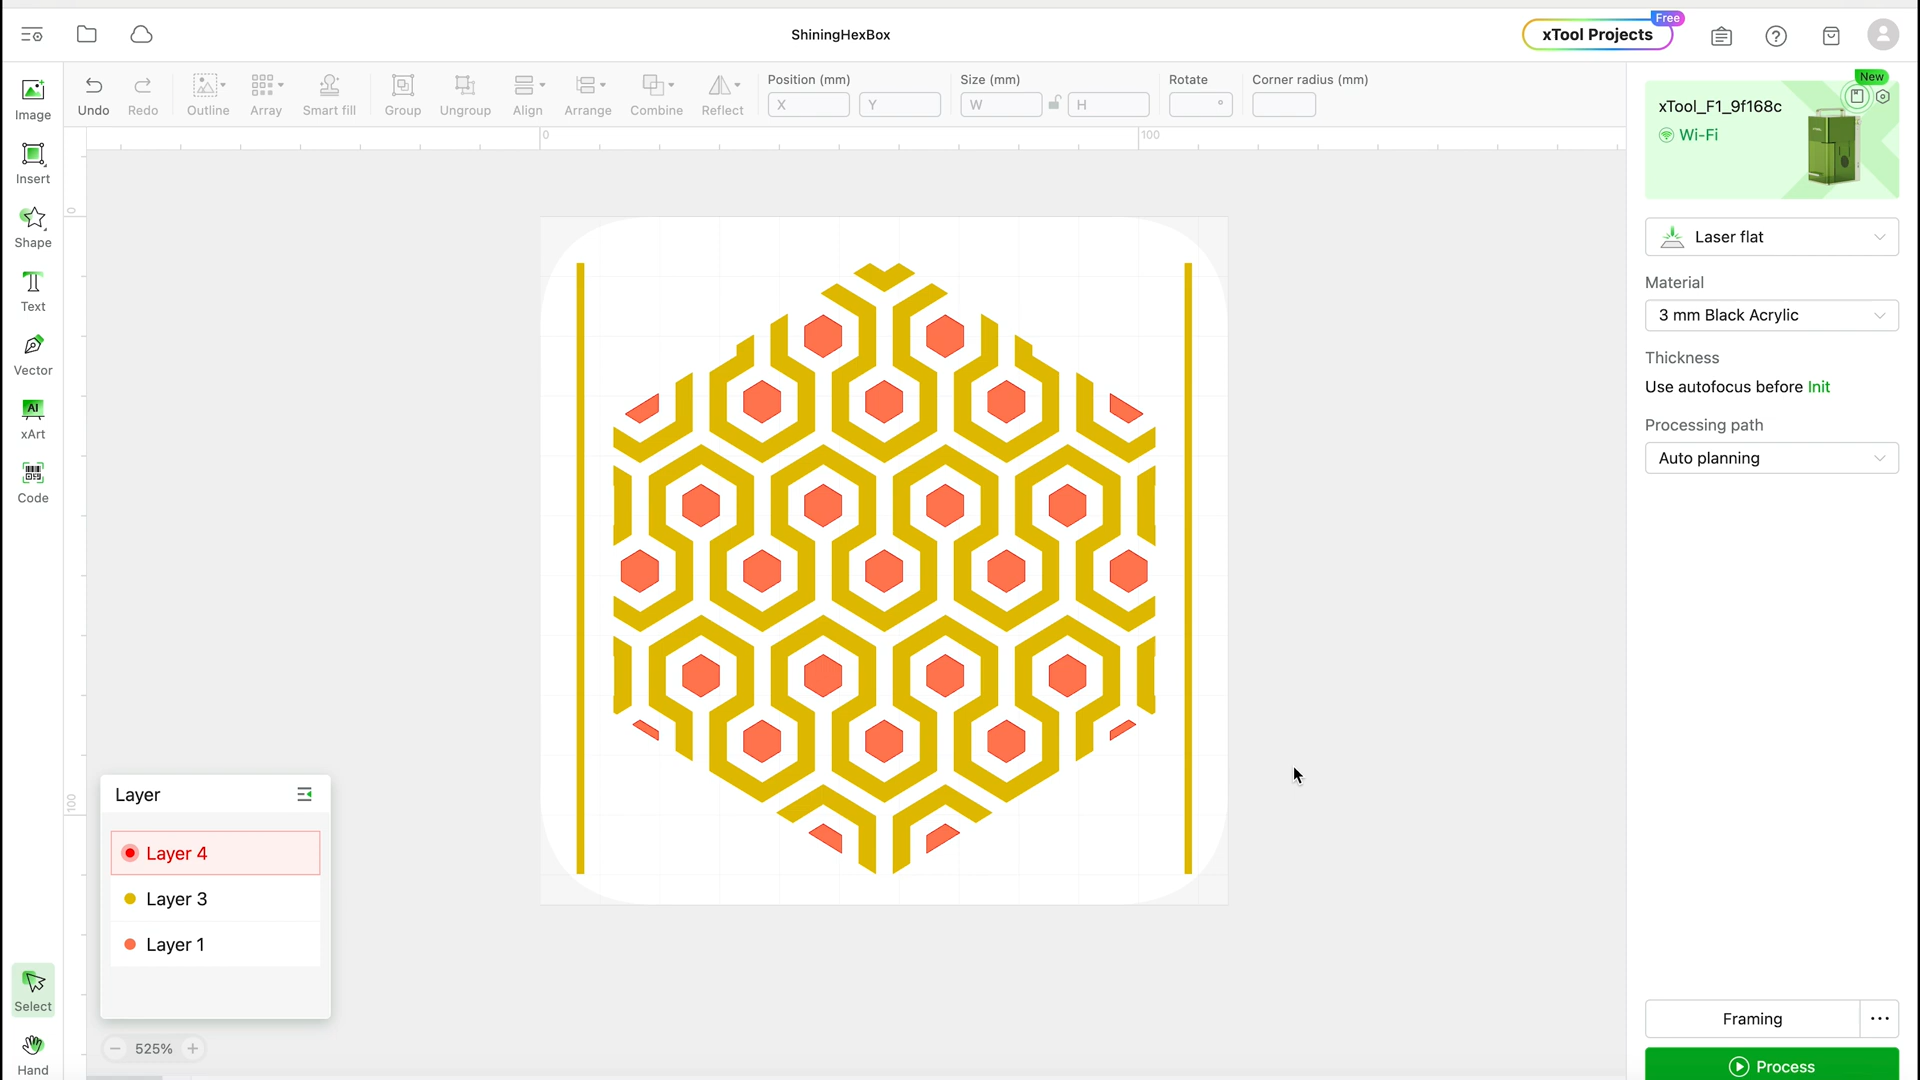 ShiningHexBox
xTool Projects
Free
Image
Insert
Shape
Text
Vector
AI
xArt
Code
Select
Hand
Undo
Redo
Outline
Array
Smart fill
Group
Ungroup
Align
Arrange
Combine
Reflect
Position (mm)
X
Y
Size (mm)
W
H
Rotate
°
Corner radius (mm)
0
100
0
100
Layer
Layer 4
Layer 3
Layer 1
525%
New
xTool_F1_9f168c
Wi-Fi
Laser flat
Material
3 mm Black Acrylic
Thickness
Use autofocus before Init
Processing path
Auto planning
Framing
Process